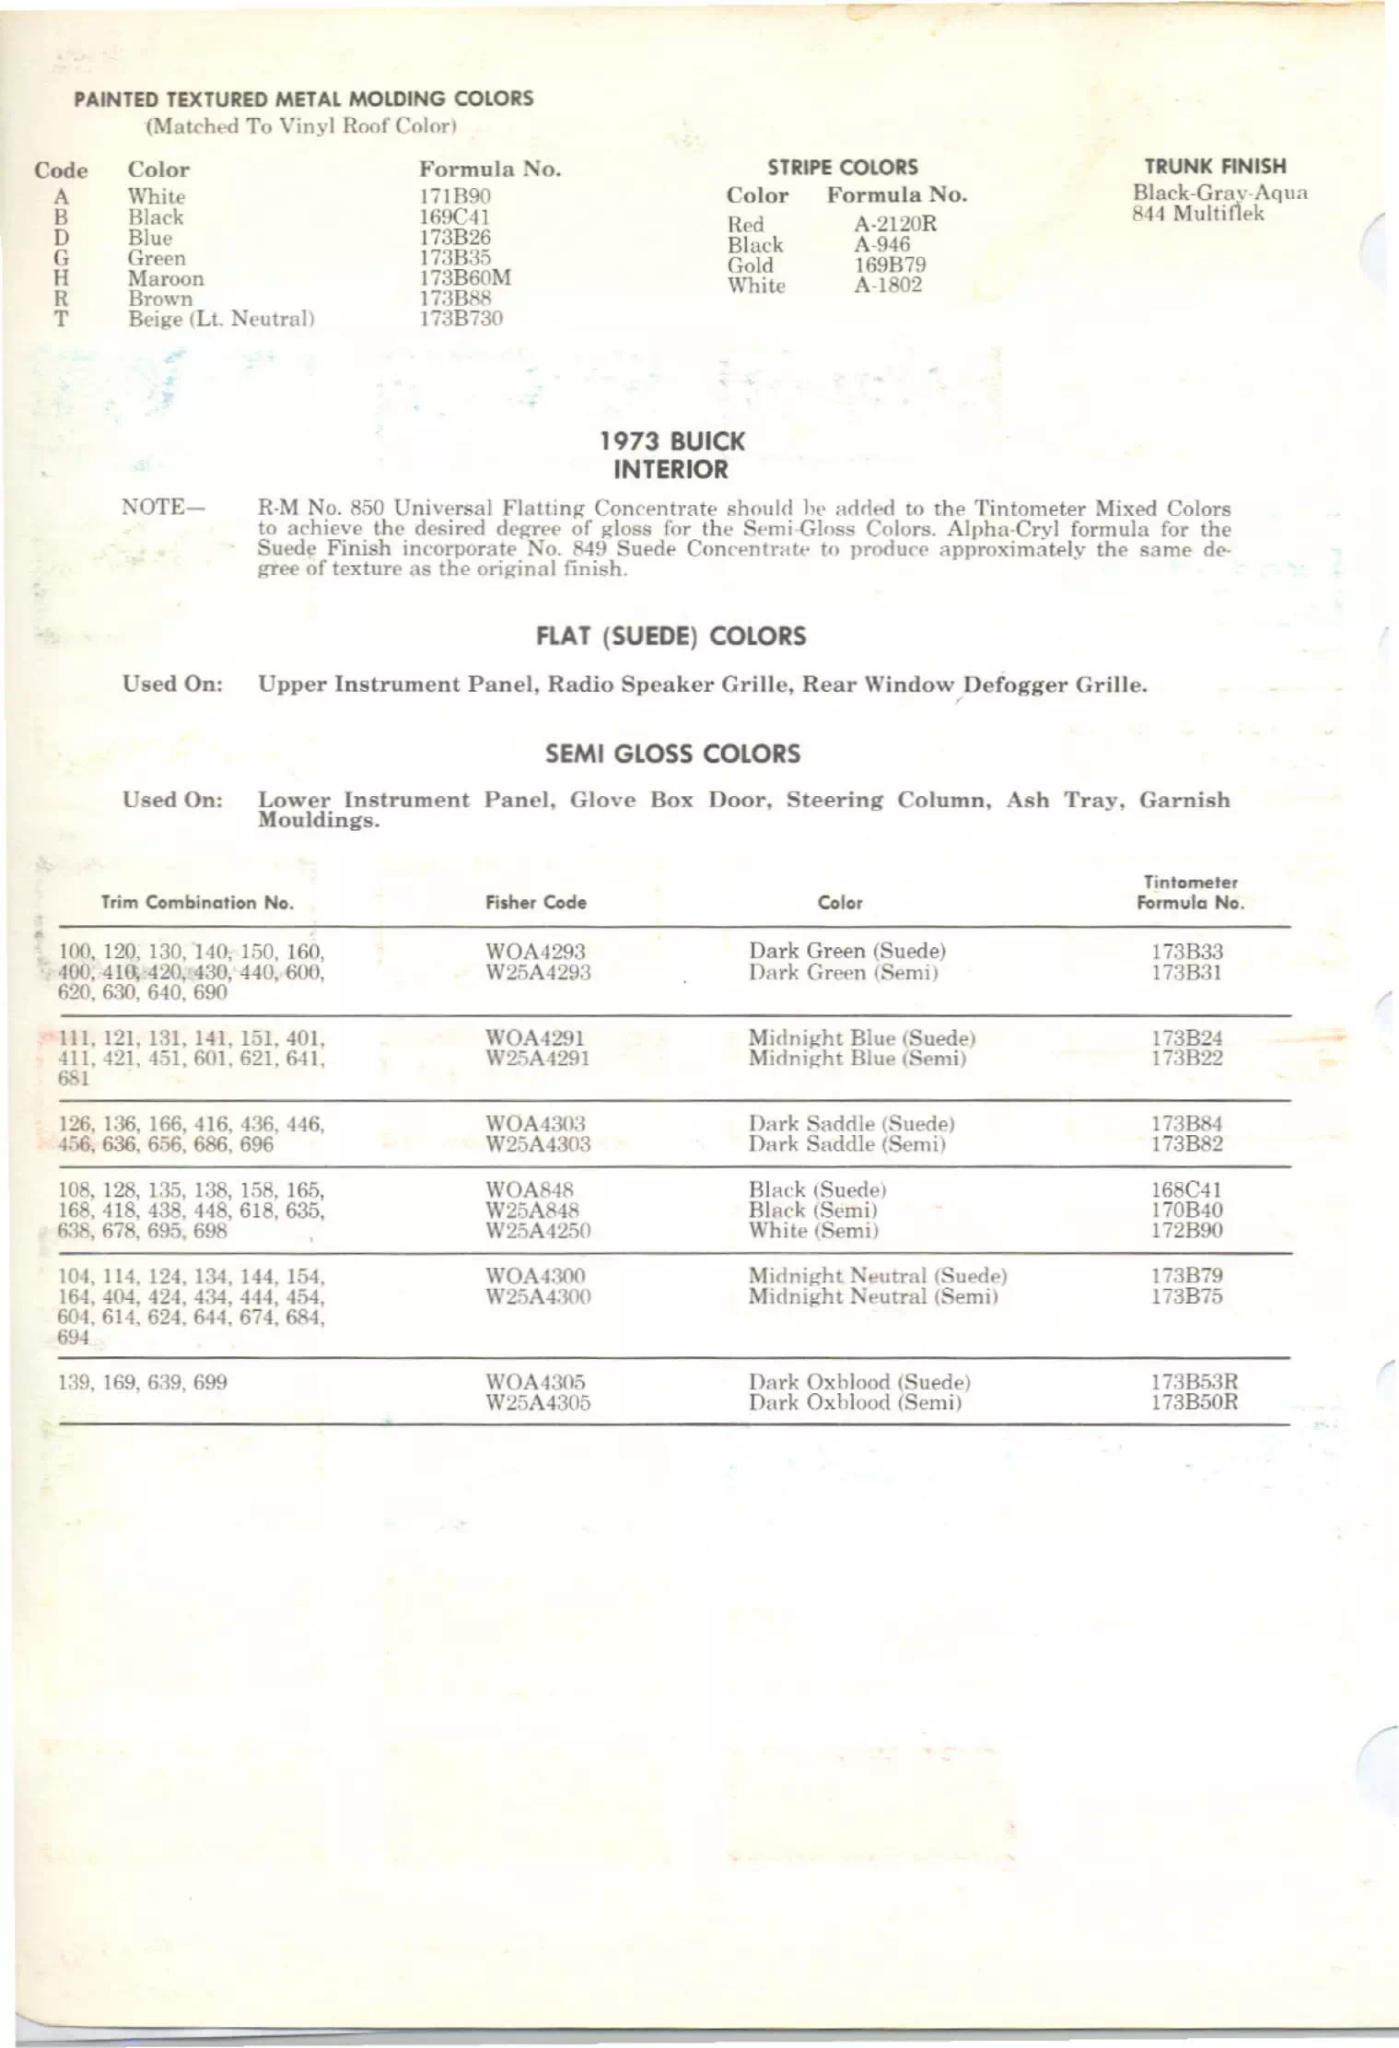 PAINTED TEXTURED METAL MOLDING COLORS
(Matched To Vinyl Roof Color)
Code Color Formula No.
A White 171B90
B Black 169C41
D Blue 173B26
G Green 173B35
H Maroon 173B60M
R Brown 173B88
T Beige (Lt. Neutral) 173B730
STRIPE COLORS
Color Formula No.
Red A-2120R
Black A-946
Gold 169B79
White A-1802
TRUNK FINISH
Black-Gray-Aqua
844 Multiflek
1973 BUICK
INTERIOR
NOTE— R-M No. 850 Universal Flatting Concentrate should be added to the Tintometer Mixed Colors
to achieve the desired degree of gloss for the Semi-Gloss Colors. Alpha-Cryl formula for the
Suede Finish incorporate No. 849 Suede Concentrate to produce approximately the same de-
gree of texture as the original finish.
FLAT (SUEDE) COLORS
Used On: Upper Instrument Panel, Radio Speaker Grille, Rear Window Defogger Grille.
SEMI GLOSS COLORS
Used On: Lower Instrument Panel, Glove Box Door, Steering Column, Ash Tray, Garnish
Mouldings.
Tintometer
Trim Combination No. Fisher Code Color Formula No.
100, 120, 130, 140, 150, 160, WOA4293 Dark Green (Suede) 173B33
400, 410, 420, 430, 440, 600, W25A4293 Dark Green (Semi) 173B31
620, 630, 640, 690
111, 121, 131, 141, 151, 401, WOA4291 Midnight Blue (Suede) 173B24
411, 421, 451, 601, 621, 641, W25A4291 Midnight Blue (Semi) 173B22
681
126, 136, 166, 416, 436, 446, WOA4303 Dark Saddle (Suede) 173B84
456, 636, 656, 686, 696 W25A4303 Dark Saddle (Semi) 173B82
108, 128, 135, 138, 158, 165, WOA848 Black (Suede) 168C41
168, 418, 438, 448, 618, 635, W25A848 Black (Semi) 170B40
638, 678, 695, 698 W25A4250 White (Semi) 172B90
104, 114, 124, 134, 144, 154, WOA4300 Midnight Neutral (Suede) 173B79
164, 404, 424, 434, 444, 454, W25A4300 Midnight Neutral (Semi) 173B75
604, 614, 624, 644, 674, 684,
694
139, 169, 639, 699 WOA4305 Dark Oxblood (Suede) 173B53R
W25A4305 Dark Oxblood (Semi) 173B50R